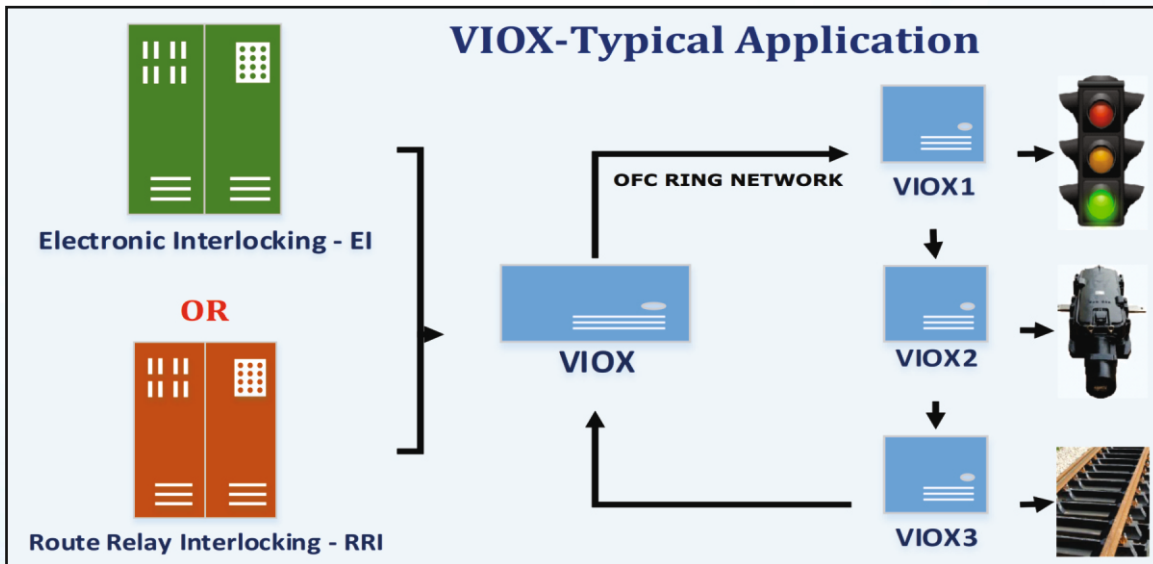 VIOX-Typical Application
Electronic Interlocking - EI
OR
Route Relay Interlocking - RRI
VIOX
OFC RING NETWORK
VIOX1
VIOX2
VIOX3